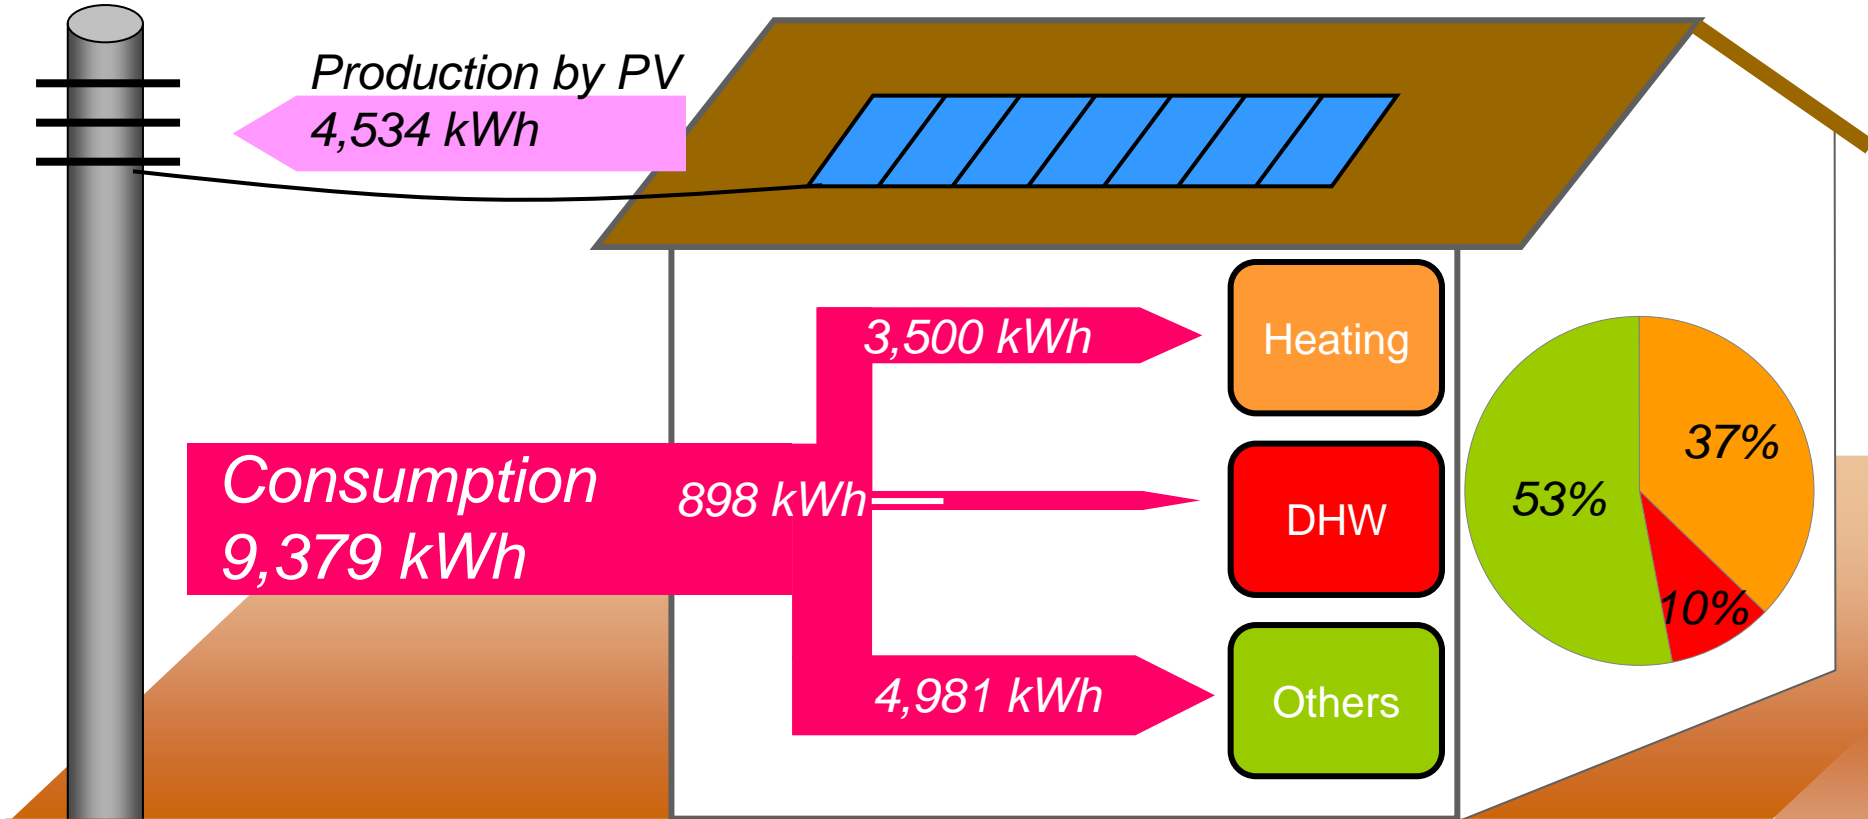 Production by PV
4,534 kWh
3,500 kWh
Heating
Consumption
9,379 kWh
898 kWh
DHW
4,981 kWh
Others
37%
53%
10%